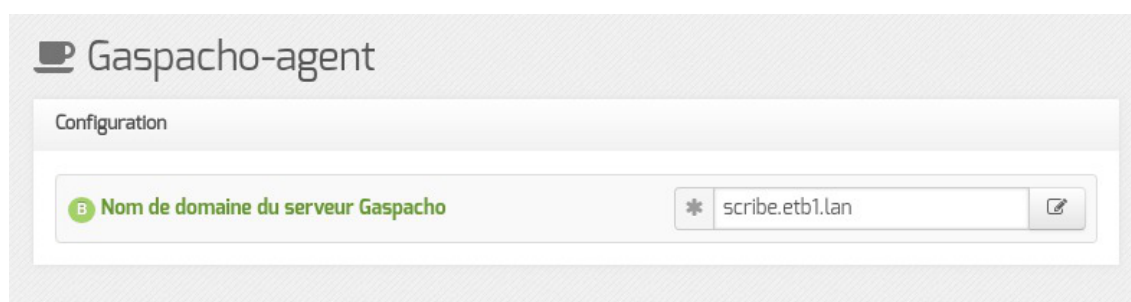 Gaspacho-agent
Configuration
B Nom de domaine du serveur Gaspacho * scribe.etb1.lan